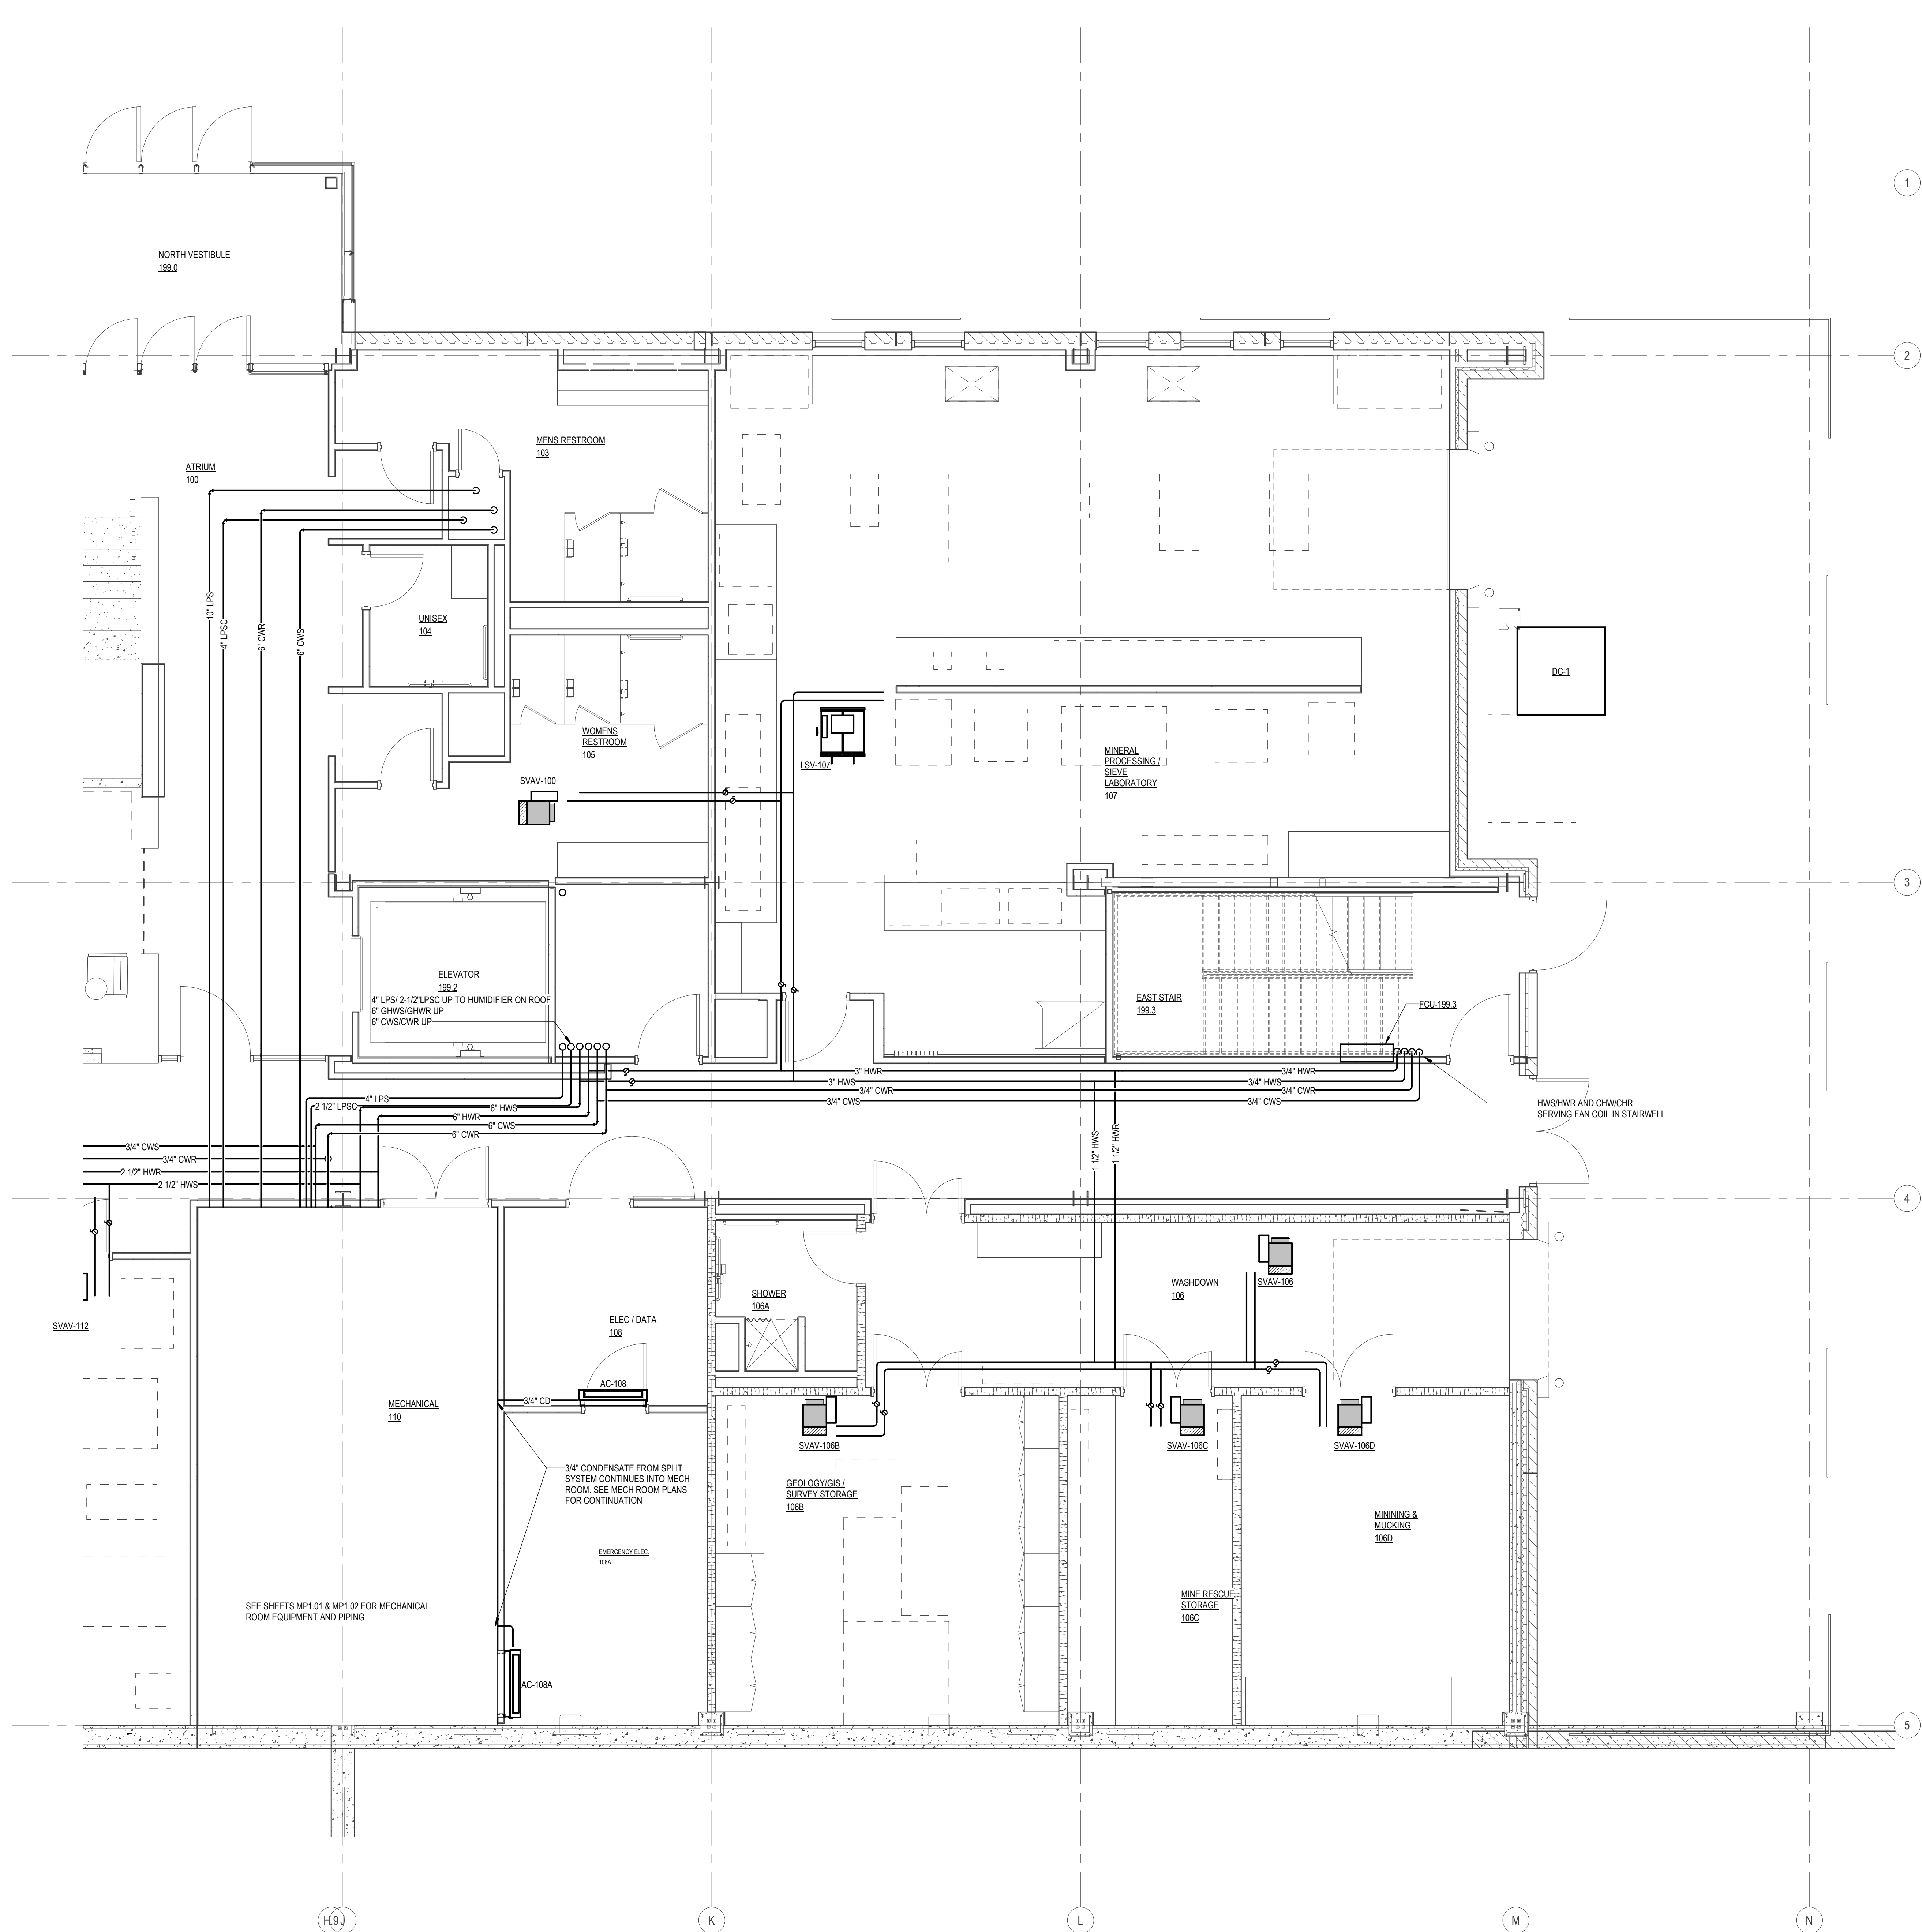 1
NORTH VESTIBULE
199.0
2
MENS RESTROOM
103
ATRIUM
100
10" LPS
4" LPSC
6" CWR
6" CWS
UNISEX
104
DC-1
WOMENS
RESTROOM
105
LSV-107
MINERAL
PROCESSING /
SIEVE
LABORATORY
107
SVAV-100
3
ELEVATOR
199.2
4" LPS/ 2-1/2"LPSC UP TO HUMIDIFIER ON ROOF
6" GHWS/GHWR UP
6" CWS/CWR UP
EAST STAIR
199.3
FCU-199.3
3" HWR
3/4" HWR
3" HWS
3/4" HWS
3/4" CWR
3/4" CWR
3/4" CWS
3/4" CWS
4" LPS
2 1/2" LPSC
6" HWS
6" HWR
6" CWS
6" CWR
HWS/HWR AND CHW/CHR
SERVING FAN COIL IN STAIRWELL
3/4" CWS
3/4" CWR
2 1/2" HWR
2 1/2" HWS
1 1/2" HWS
1 1/2" HWR
4
SVAV-112
SHOWER
106A
WASHDOWN
106
SVAV-106
ELEC / DATA
108
AC-108
3/4" CD
MECHANICAL
110
SVAV-106B
SVAV-106C
SVAV-106D
3/4" CONDENSATE FROM SPLIT
SYSTEM CONTINUES INTO MECH
ROOM. SEE MECH ROOM PLANS
FOR CONTINUATION
GEOLOGY/GIS /
SURVEY STORAGE
106B
MININING &
MUCKING
106D
EMERGENCY ELEC.
108A
MINE RESCUE
STORAGE
106C
SEE SHEETS MP1.01 & MP1.02 FOR MECHANICAL
ROOM EQUIPMENT AND PIPING
AC-108A
5
H.9
J
K
L
M
N